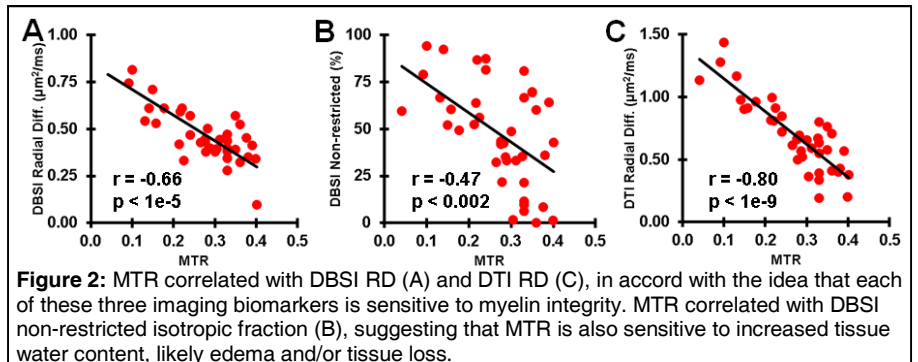 A
B
C
DBSI Radial Diff. (µm²/ms)
1.00
0.75
0.50
0.25
0.00
r = -0.66
p < 1e-5
0.0 0.1 0.2 0.3 0.4 0.5
MTR
DBSI Non-restricted (%)
100
75
50
25
0
r = -0.47
p < 0.002
0.0 0.1 0.2 0.3 0.4 0.5
MTR
DTI Radial Diff. (µm²/ms)
1.50
1.00
0.50
0.00
r = -0.80
p < 1e-9
0.0 0.1 0.2 0.3 0.4 0.5
MTR
Figure 2: MTR correlated with DBSI RD (A) and DTI RD (C), in accord with the idea that each
of these three imaging biomarkers is sensitive to myelin integrity. MTR correlated with DBSI
non-restricted isotropic fraction (B), suggesting that MTR is also sensitive to increased tissue
water content, likely edema and/or tissue loss.